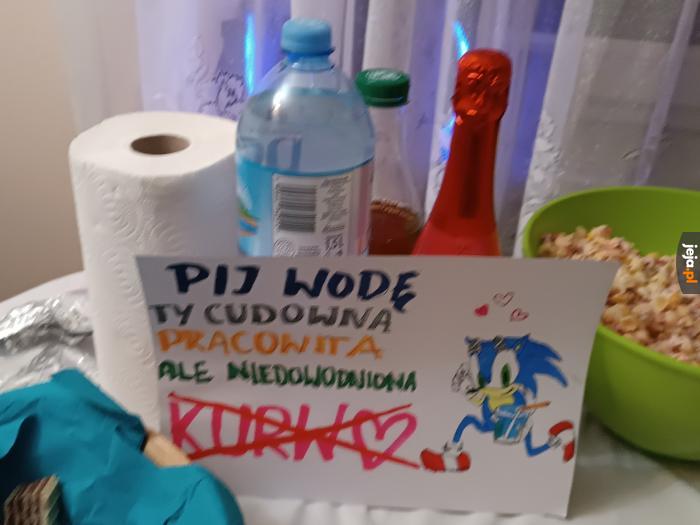 PIJ WODĘ
TY CUDOWNA
PRACOWITA
ALE NIEDOWODNIONA
KURWO
jeja.pl